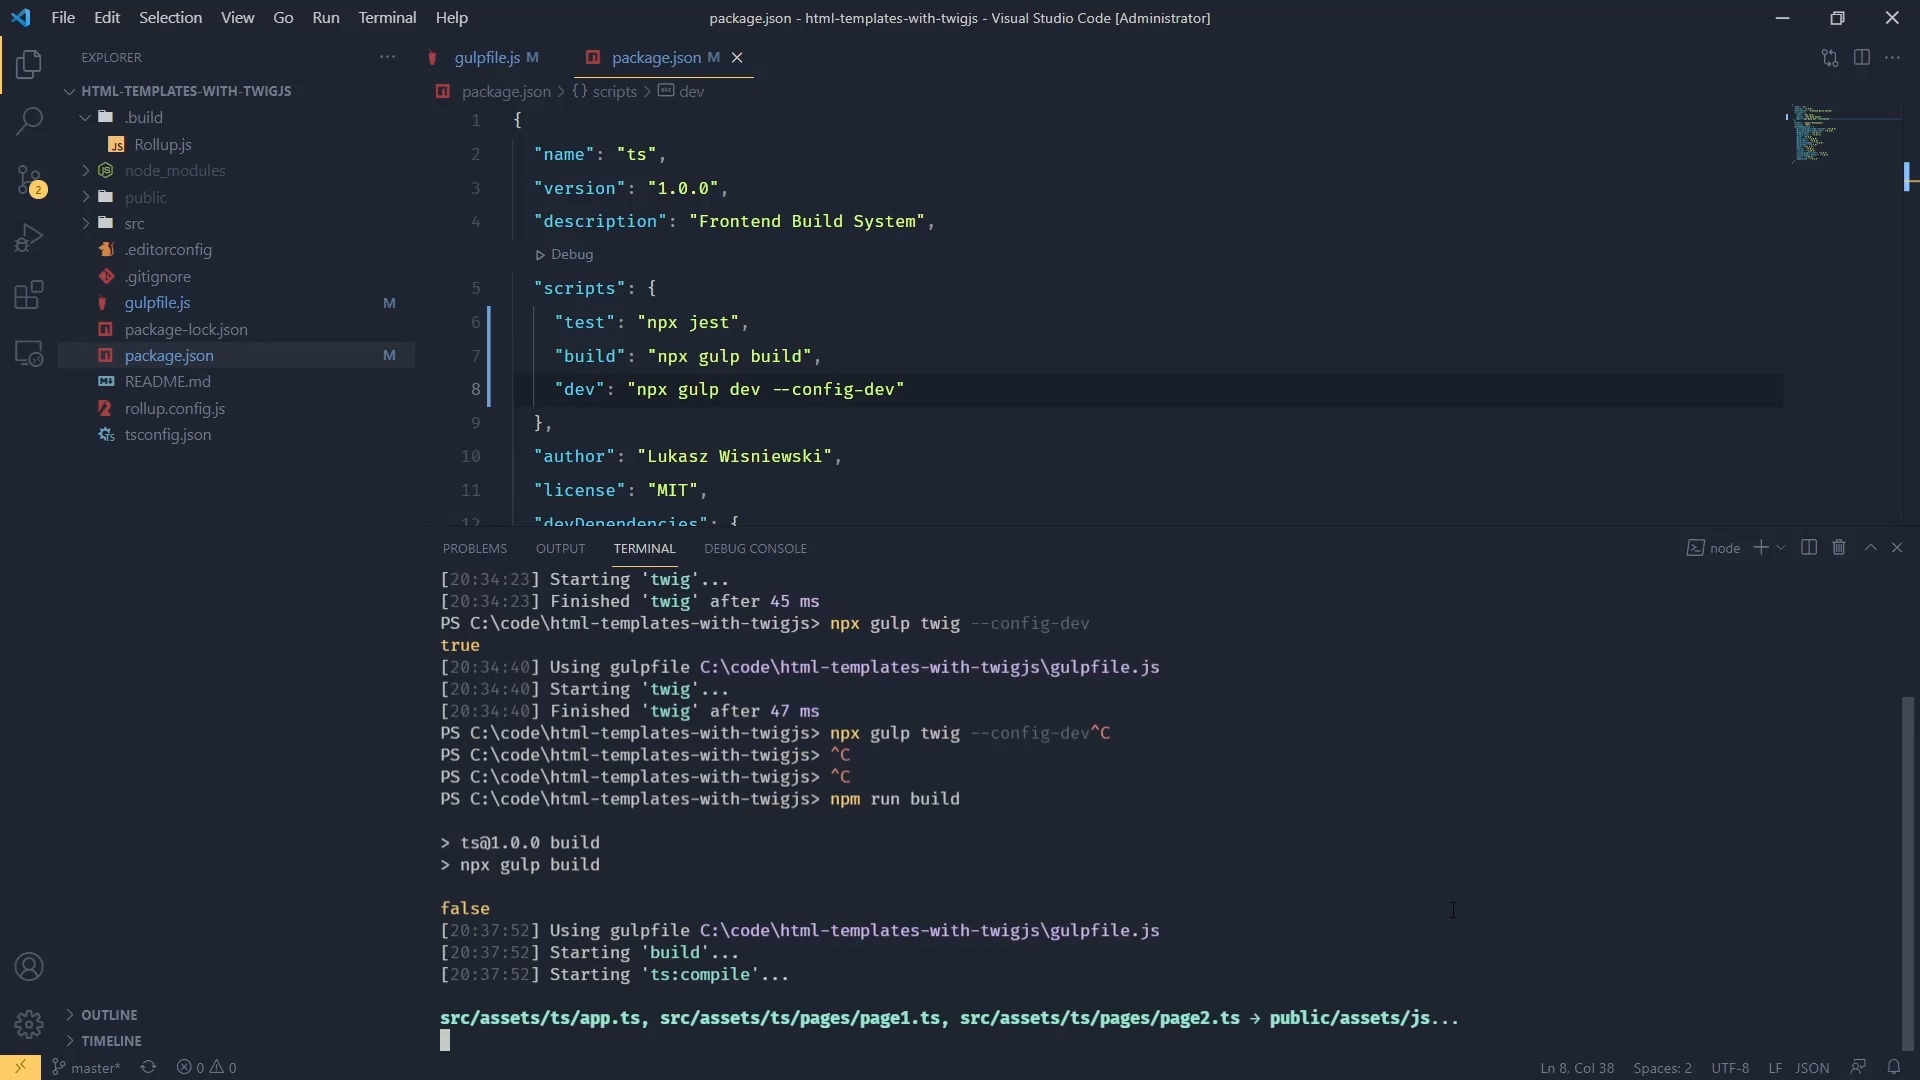 File Edit Selection View Go Run Terminal Help
package.json - html-templates-with-twigjs - Visual Studio Code [Administrator]
EXPLORER
HTML-TEMPLATES-WITH-TWIGJS
.build
JS Rollup.js
node_modules
public
src
.editorconfig
.gitignore
gulpfile.js M
package-lock.json
package.json M
README.md
rollup.config.js
tsconfig.json
OUTLINE
TIMELINE
2
gulpfile.js M
package.json M
package.json > {} scripts > abc dev
1 {
2 "name": "ts",
3 "version": "1.0.0",
4 "description": "Frontend Build System",
Debug
5 "scripts": {
6 "test": "npx jest",
7 "build": "npx gulp build",
8 "dev": "npx gulp dev --config-dev"
9 },
10 "author": "Lukasz Wisniewski",
11 "license": "MIT",
12 "devDependencies": {
PROBLEMS OUTPUT TERMINAL DEBUG CONSOLE
node
[20:34:23] Starting 'twig'...
[20:34:23] Finished 'twig' after 45 ms
PS C:\code\html-templates-with-twigjs> npx gulp twig --config-dev
true
[20:34:40] Using gulpfile C:\code\html-templates-with-twigjs\gulpfile.js
[20:34:40] Starting 'twig'...
[20:34:40] Finished 'twig' after 47 ms
PS C:\code\html-templates-with-twigjs> npx gulp twig --config-dev^C
PS C:\code\html-templates-with-twigjs> ^C
PS C:\code\html-templates-with-twigjs> ^C
PS C:\code\html-templates-with-twigjs> npm run build
> ts@1.0.0 build
> npx gulp build
false
[20:37:52] Using gulpfile C:\code\html-templates-with-twigjs\gulpfile.js
[20:37:52] Starting 'build'...
[20:37:52] Starting 'ts:compile'...
src/assets/ts/app.ts, src/assets/ts/pages/page1.ts, src/assets/ts/pages/page2.ts → public/assets/js...
master* 0 0
Ln 8, Col 38 Spaces: 2 UTF-8 LF JSON